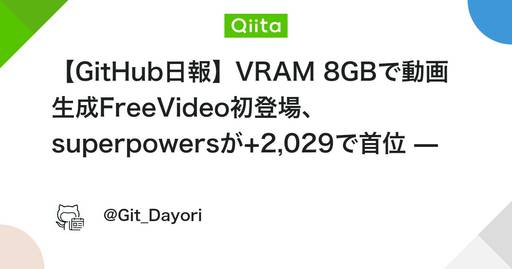 Qiita
【GitHub日報】VRAM 8GBで動画
生成FreeVideo初登場、
superpowersが+2,029で首位 —
@Git_Dayori